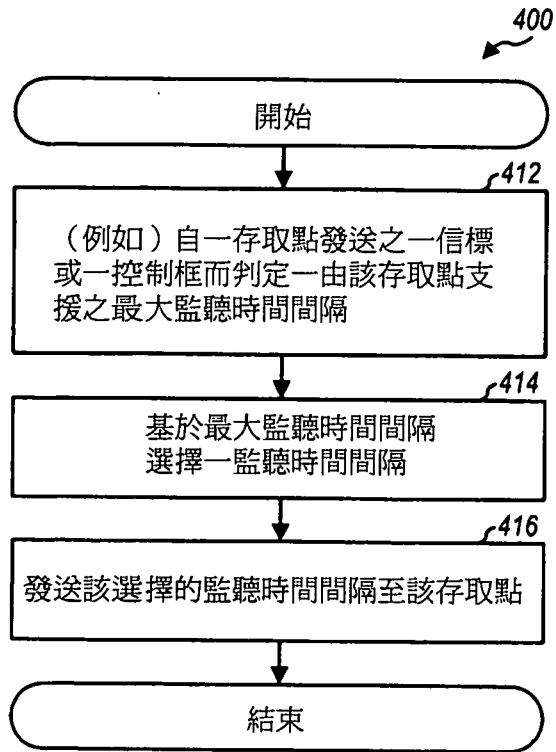 400
開始
412
（例如）自一存取點發送之一信標
或一控制框而判定一由該存取點支
援之最大監聽時間間隔
414
基於最大監聽時間間隔
選擇一監聽時間間隔
416
發送該選擇的監聽時間間隔至該存取點
結束